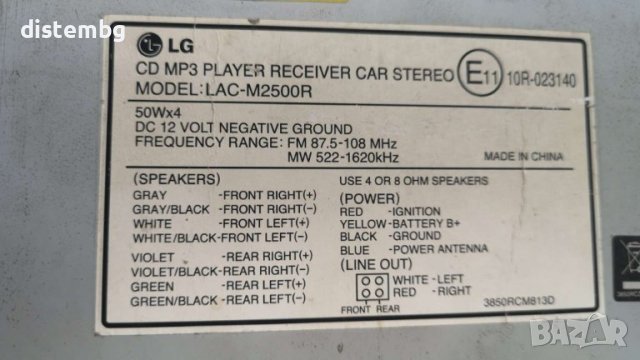 distembg
LG
CD MP3 PLAYER RECEIVER CAR STEREO E11 10R-023140
MODEL:LAC-M2500R
50Wx4
DC 12 VOLT NEGATIVE GROUND
FREQUENCY RANGE: FM 87.5-108 MHz
MW 522-1620kHz MADE IN CHINA
(SPEAKERS)
GRAY -FRONT RIGHT(+)
GRAY/BLACK -FRONT RIGHT(-)
WHITE -FRONT LEFT(+)
WHITE/BLACK-FRONT LEFT(-)
VIOLET -REAR RIGHT(+)
VIOLET/BLACK-REAR RIGHT(-)
GREEN -REAR LEFT(+)
GREEN/BLACK -REAR LEFT(-)
USE 4 OR 8 OHM SPEAKERS
(POWER)
RED -IGNITION
YELLOW-BATTERY B+
BLACK -GROUND
BLUE -POWER ANTENNA
(LINE OUT)
WHITE -LEFT
RED -RIGHT
FRONT REAR
3850RCM813D
BAZAR